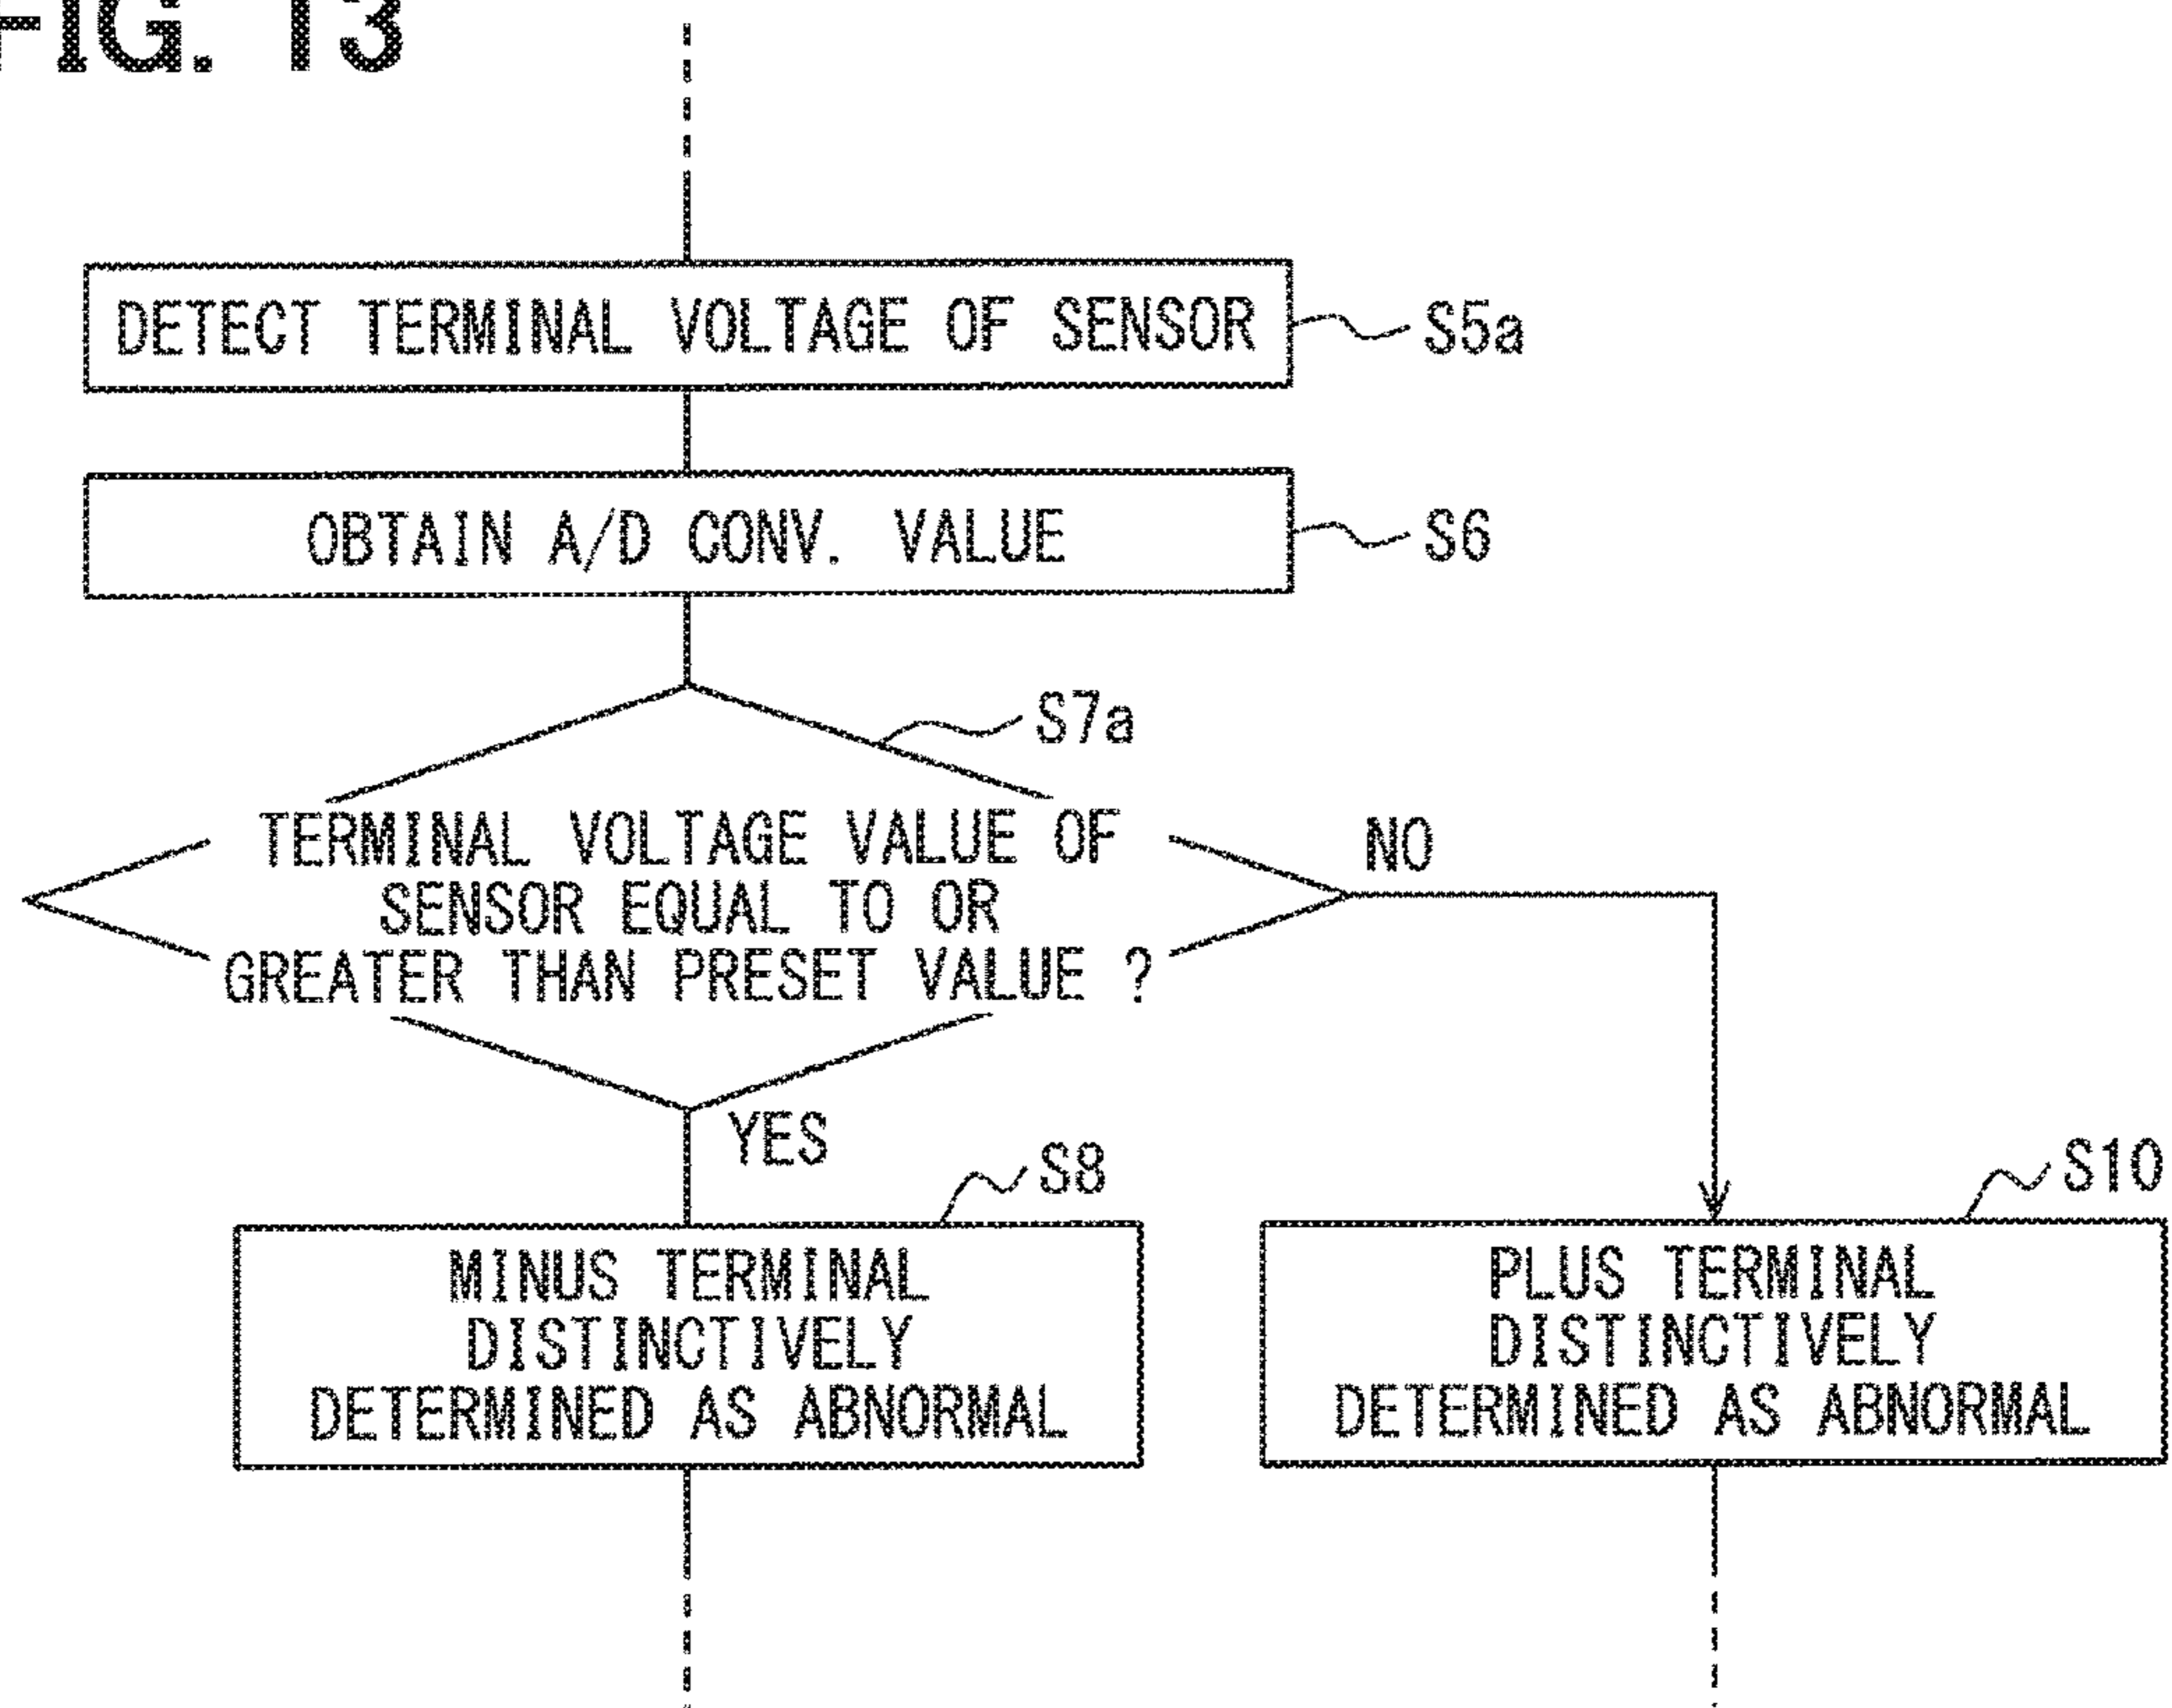 FIG. 13
DETECT TERMINAL VOLTAGE OF SENSOR
S5a
OBTAIN A/D CONV. VALUE
S6
S7a
TERMINAL VOLTAGE VALUE OF
SENSOR EQUAL TO OR
GREATER THAN PRESET VALUE ?
NO
YES
S8
S10
MINUS TERMINAL
DISTINCTIVELY
DETERMINED AS ABNORMAL
PLUS TERMINAL
DISTINCTIVELY
DETERMINED AS ABNORMAL